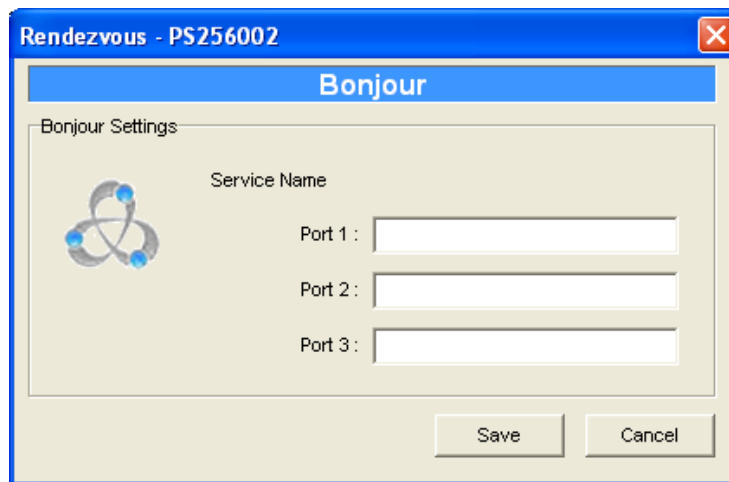 Rendezvous - PS256002
Bonjour
Bonjour Settings
Service Name
Port 1 :
Port 2 :
Port 3 :
Save
Cancel